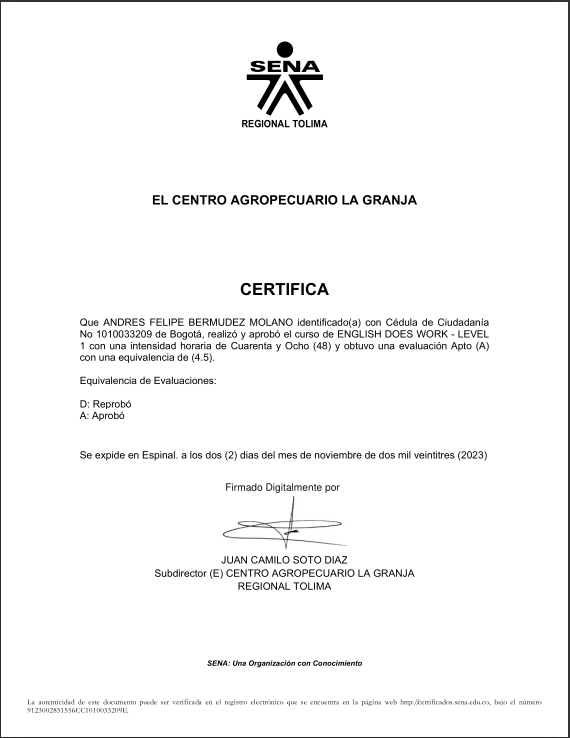 SENA
REGIONAL TOLIMA
EL CENTRO AGROPECUARIO LA GRANJA
CERTIFICA
Que ANDRES FELIPE BERMUDEZ MOLANO identificado(a) con Cédula de Ciudadanía
No 1010033209 de Bogotá, realizó y aprobó el curso de ENGLISH DOES WORK - LEVEL
1 con una intensidad horaria de Cuarenta y Ocho (48) y obtuvo una evaluación Apto (A)
con una equivalencia de (4.5).
Equivalencia de Evaluaciones:
D: Reprobó
A: Aprobó
Se expide en Espinal. a los dos (2) dias del mes de noviembre de dos mil veintitres (2023)
Firmado Digitalmente por
JUAN CAMILO SOTO DIAZ
Subdirector (E) CENTRO AGROPECUARIO LA GRANJA
REGIONAL TOLIMA
SENA: Una Organización con Conocimiento
La autenticidad de este documento puede ser verificada en el registro electrónico que se encuentra en la página web http://certificados.sena.edu.co, bajo el número
9123002851556CC1010033209E.